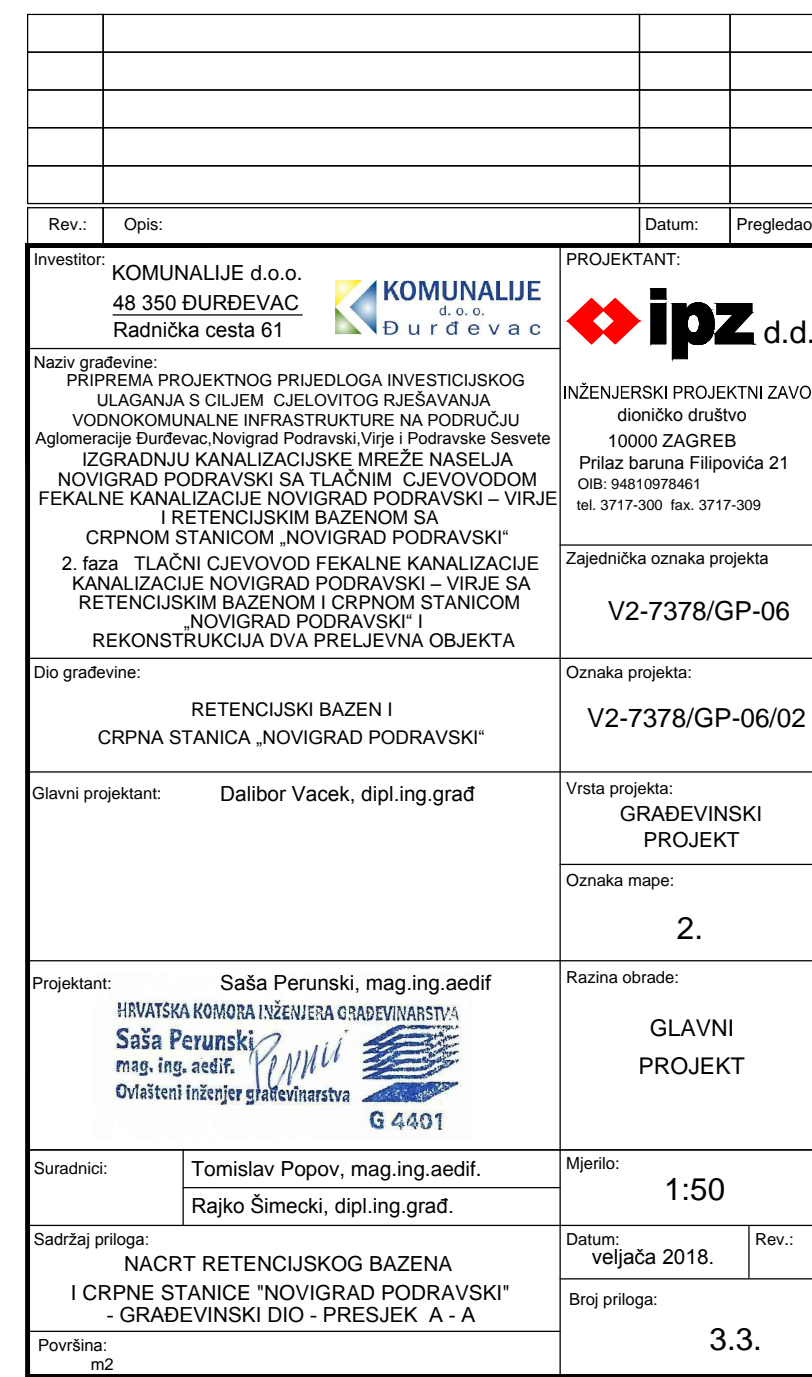 Rev.: Opis: Datum: Pregledao
Investitor:
KOMUNALIJE d.o.o.
48 350 ĐURĐEVAC
Radnička cesta 61
KOMUNALIJE
d.o.o.
Đurđevac
PROJEKTANT:
ipz d.d.
INŽENJERSKI PROJEKTNI ZAVO
dioničko društvo
10000 ZAGREB
Prilaz baruna Filipovića 21
OIB: 94810978461
tel. 3717-300 fax. 3717-309
Naziv građevine:
PRIPREMA PROJEKTNOG PRIJEDLOGA INVESTICIJSKOG
ULAGANJA S CILJEM CJELOVITOG RJEŠAVANJA
VODNOKOMUNALNE INFRASTRUKTURE NA PODRUČJU
Aglomeracije Đurđevac,Novigrad Podravski,Virje i Podravske Sesvete
IZGRADNJU KANALIZACIJSKE MREŽE NASELJA
NOVIGRAD PODRAVSKI SA TLAČNIM CJEVOVODOM
FEKALNE KANALIZACIJE NOVIGRAD PODRAVSKI – VIRJE
I RETENCIJSKIM BAZENOM SA
CRPNOM STANICOM „NOVIGRAD PODRAVSKI“
2. faza TLAČNI CJEVOVOD FEKALNE KANALIZACIJE
KANALIZACIJE NOVIGRAD PODRAVSKI – VIRJE SA
RETENCIJSKIM BAZENOM I CRPNOM STANICOM
„NOVIGRAD PODRAVSKI“ I
REKONSTRUKCIJA DVA PRELJEVNA OBJEKTA
Zajednička oznaka projekta
V2-7378/GP-06
Dio građevine:
RETENCIJSKI BAZEN I
CRPNA STANICA „NOVIGRAD PODRAVSKI“
Oznaka projekta:
V2-7378/GP-06/02
Glavni projektant: Dalibor Vacek, dipl.ing.građ
Vrsta projekta:
GRAĐEVINSKI
PROJEKT
Oznaka mape:
2.
Projektant: Saša Perunski, mag.ing.aedif
HRVATSKA KOMORA INŽENJERA GRAĐEVINARSTVA
Saša Perunski
mag. ing. aedif.
Ovlašteni inženjer građevinarstva
G 4401
Razina obrade:
GLAVNI
PROJEKT
Suradnici: Tomislav Popov, mag.ing.aedif.
Rajko Šimecki, dipl.ing.građ.
Mjerilo:
1:50
Sadržaj priloga:
NACRT RETENCIJSKOG BAZENA
I CRPNE STANICE "NOVIGRAD PODRAVSKI"
- GRAĐEVINSKI DIO - PRESJEK A - A
Datum:
veljača 2018.
Rev.:
Broj priloga:
3.3.
Površina:
m2